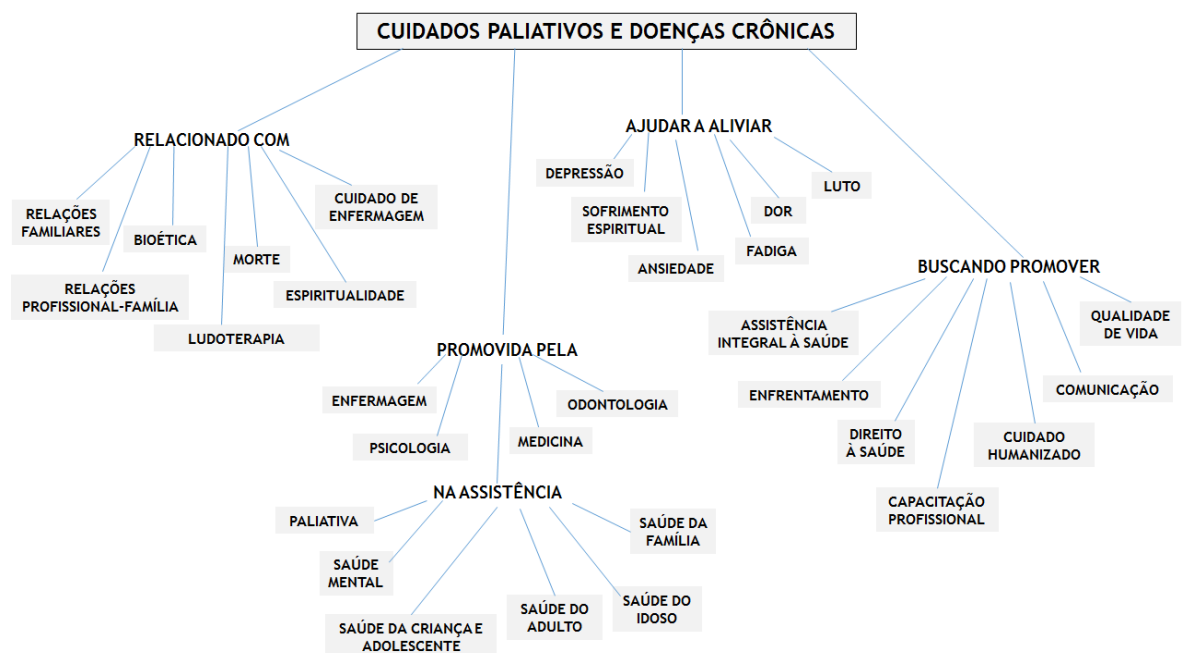 CUIDADOS PALIATIVOS E DOENÇAS CRÔNICAS
RELACIONADO COM
RELAÇÕES
FAMILIARES
RELAÇÕES
PROFISSIONAL-FAMÍLIA
BIOÉTICA
LUDOTERAPIA
MORTE
ESPIRITUALIDADE
CUIDADO DE
ENFERMAGEM
PROMOVIDA PELA
ENFERMAGEM
PSICOLOGIA
MEDICINA
ODONTOLOGIA
NA ASSISTÊNCIA
PALIATIVA
SAÚDE
MENTAL
SAÚDE DA CRIANÇA E
ADOLESCENTE
SAÚDE DO
ADULTO
SAÚDE DO
IDOSO
SAÚDE DA
FAMÍLIA
AJUDAR A ALIVIAR
DEPRESSÃO
SOFRIMENTO
ESPIRITUAL
ANSIEDADE
FADIGA
DOR
LUTO
BUSCANDO PROMOVER
ASSISTÊNCIA
INTEGRAL À SAÚDE
ENFRENTAMENTO
DIREITO
À SAÚDE
CAPACITAÇÃO
PROFISSIONAL
CUIDADO
HUMANIZADO
COMUNICAÇÃO
QUALIDADE
DE VIDA